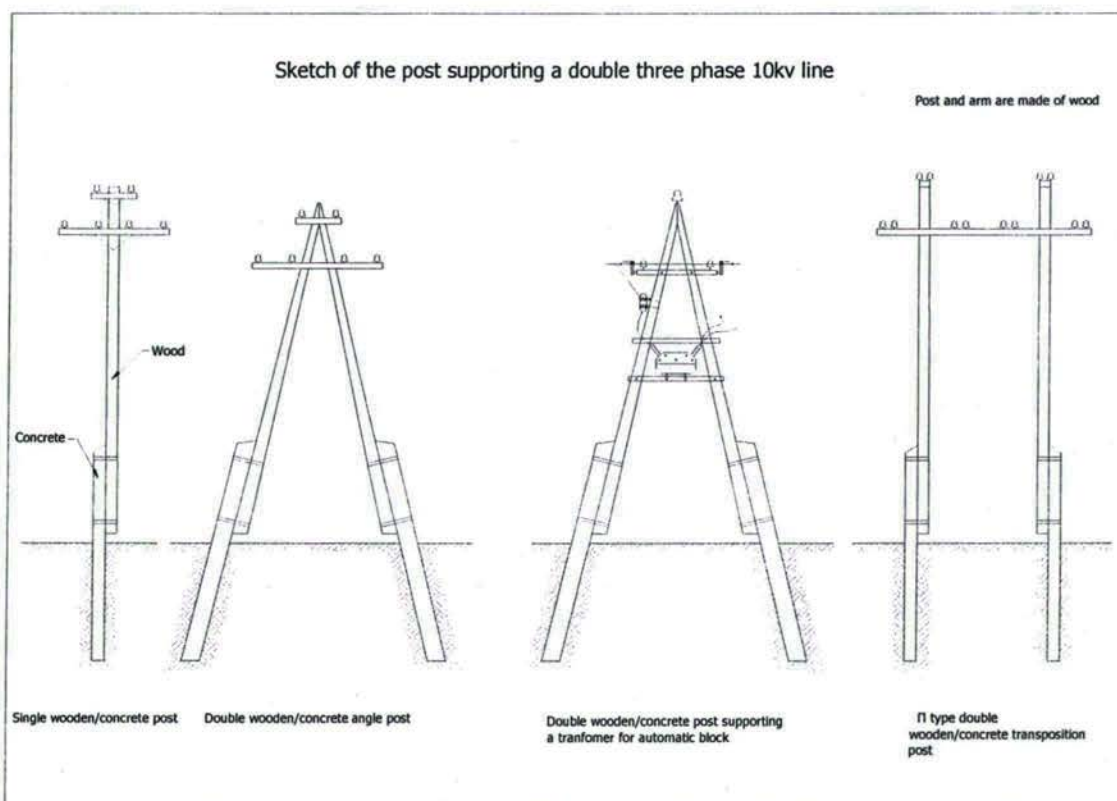 Sketch of the post supporting a double three phase 10kv line
Post and arm are made of wood
Wood
Concrete
Single wooden/concrete post
Double wooden/concrete angle post
Double wooden/concrete post supporting
a tranfomer for automatic block
Π type double
wooden/concrete transposition
post